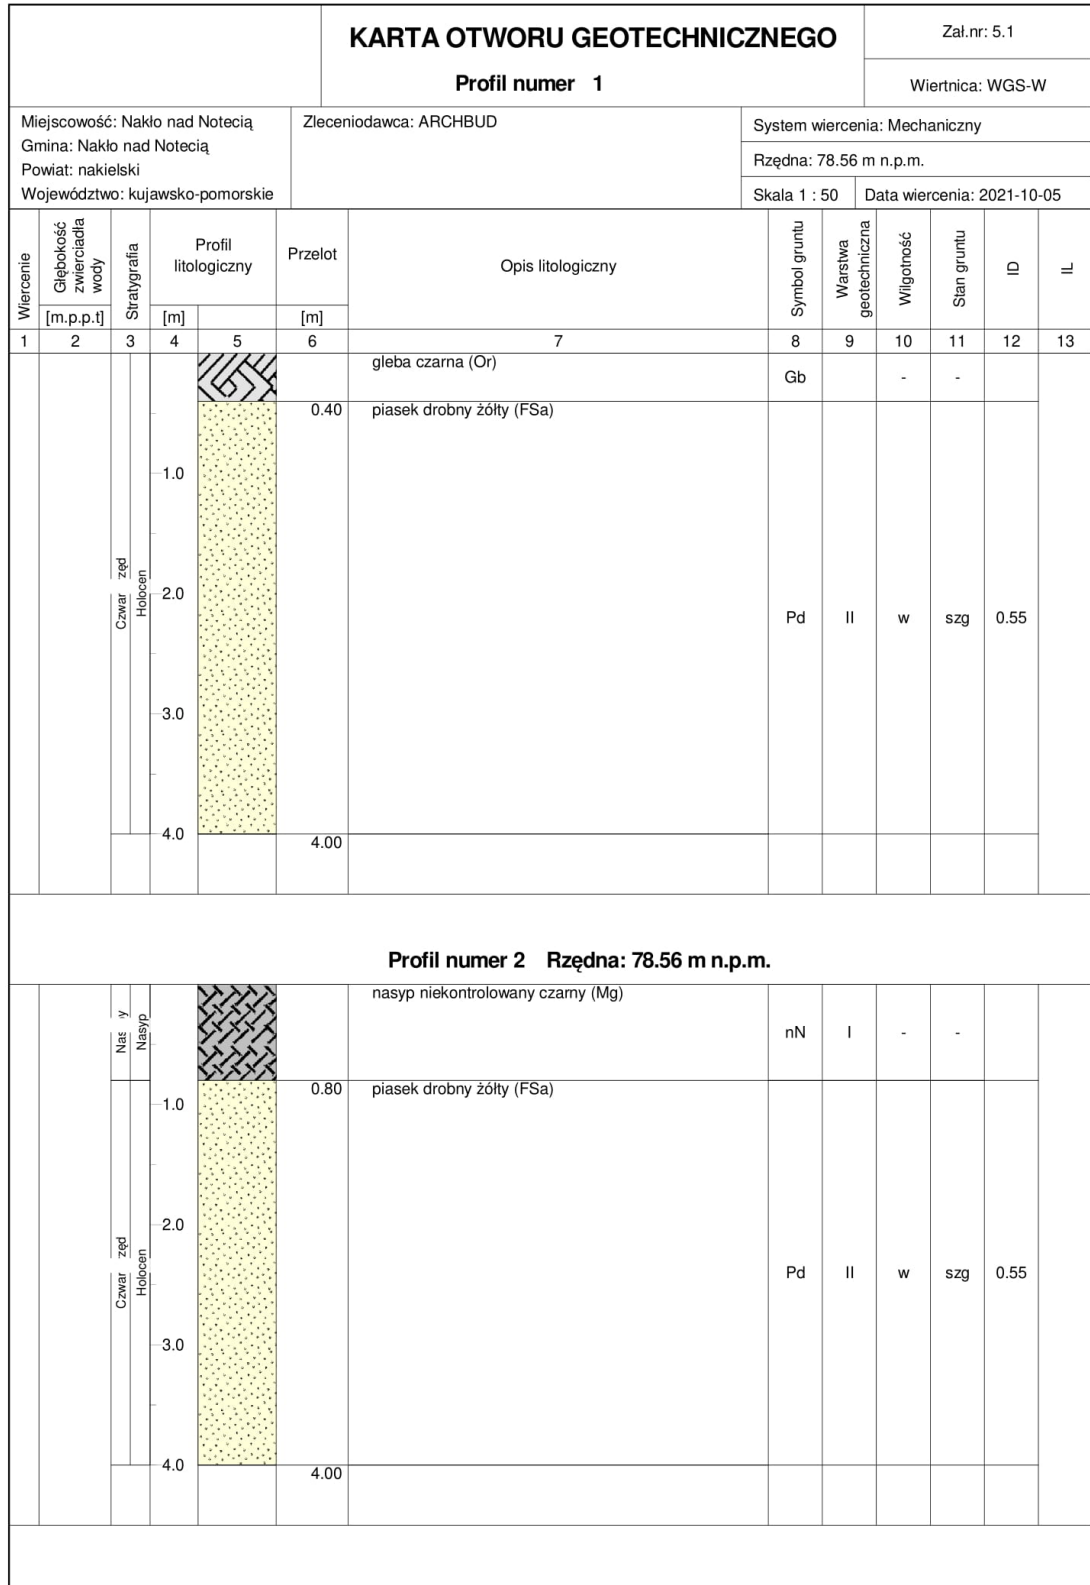 KARTA OTWORU GEOTECHNICZNEGO
Profil numer 1
Zał.nr: 5.1
Wiertnica: WGS-W
Miejscowość: Nakło nad Notecią
Gmina: Nakło nad Notecią
Powiat: nakielski
Województwo: kujawsko-pomorskie
Zleceniodawca: ARCHBUD
System wiercenia: Mechaniczny
Rzędna: 78.56 m n.p.m.
Skala 1 : 50 Data wiercenia: 2021-10-05
Wiercenie
Głębokość
zwierciadła
wody
[m.p.p.t]
Stratygrafia
Profil
litologiczny
[m]
Przelot
[m]
Opis litologiczny
Symbol gruntu
Warstwa
geotechniczna
Wilgotność
Stan gruntu
ID
IL
1 2 3 4 5 6 7 8 9 10 11 12 13
gleba czarna (Or)
Gb - -
0.40 piasek drobny żółty (FSa)
1.0
Czwar zęd
Holocen
2.0
Pd II w szg 0.55
3.0
4.0
4.00
Profil numer 2 Rzędna: 78.56 m n.p.m.
nasyp niekontrolowany czarny (Mg)
Nas y
Nasyp
nN I - -
0.80 piasek drobny żółty (FSa)
1.0
2.0
Czwar zęd
Holocen
Pd II w szg 0.55
3.0
4.0
4.00